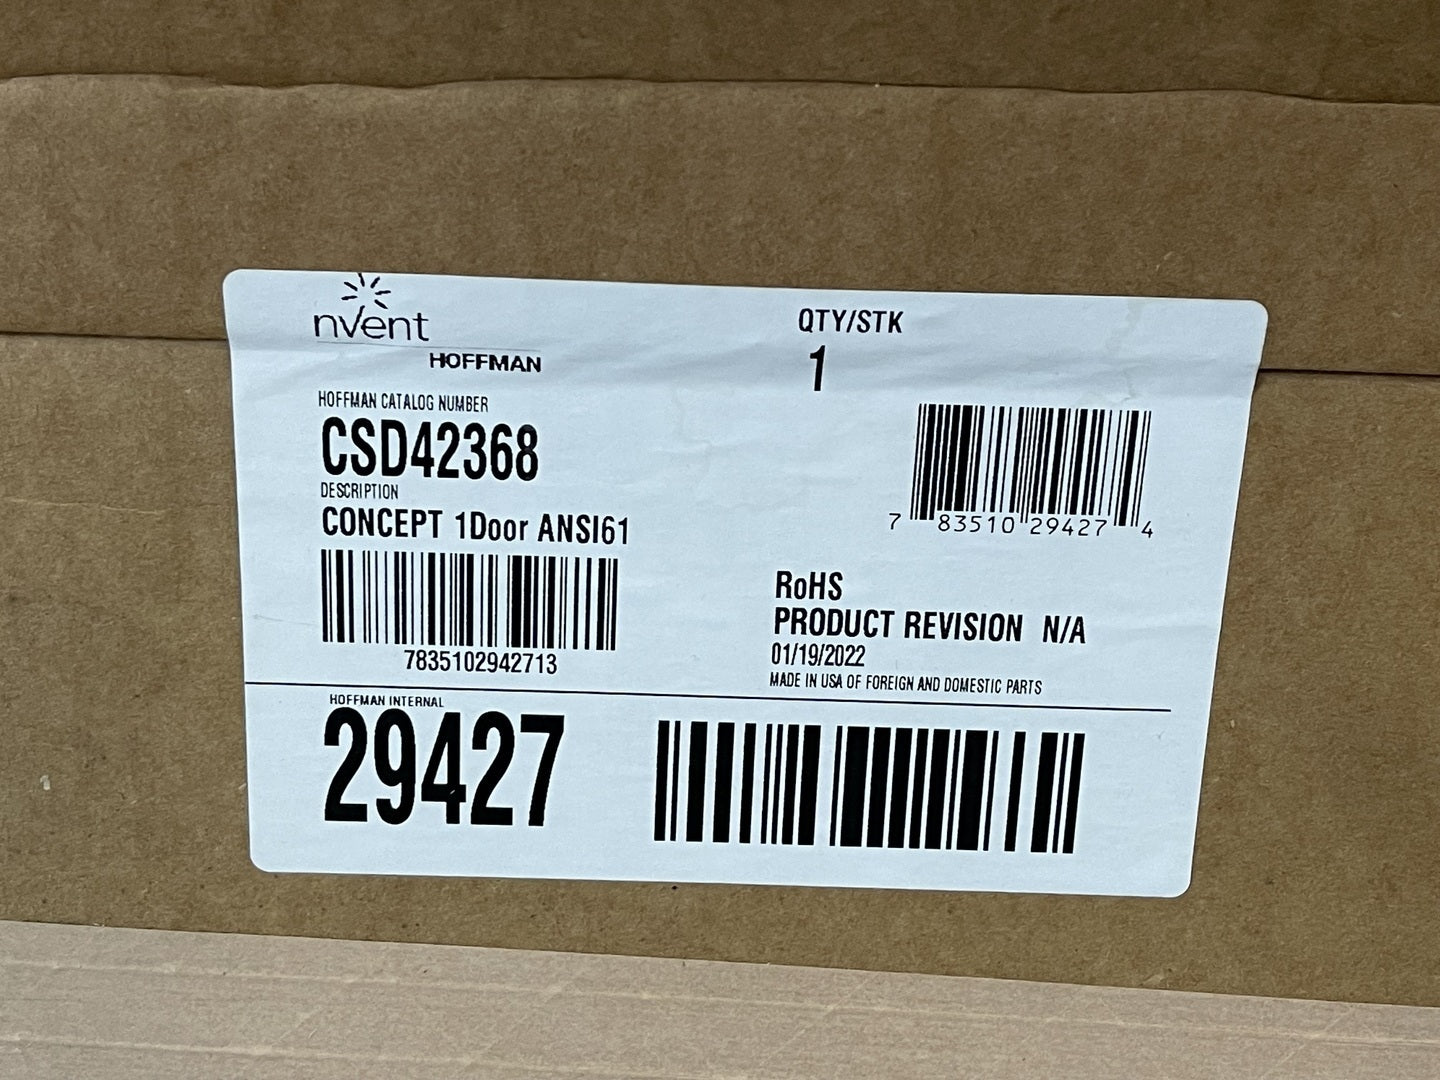 nVent
HOFFMAN
HOFFMAN CATALOG NUMBER
CSD42368
DESCRIPTION
CONCEPT 1Door ANSI61
7835102942713
QTY/STK
1
7 83510 29427 4
RoHS
PRODUCT REVISION N/A
01/19/2022
MADE IN USA OF FOREIGN AND DOMESTIC PARTS
HOFFMAN INTERNAL
29427